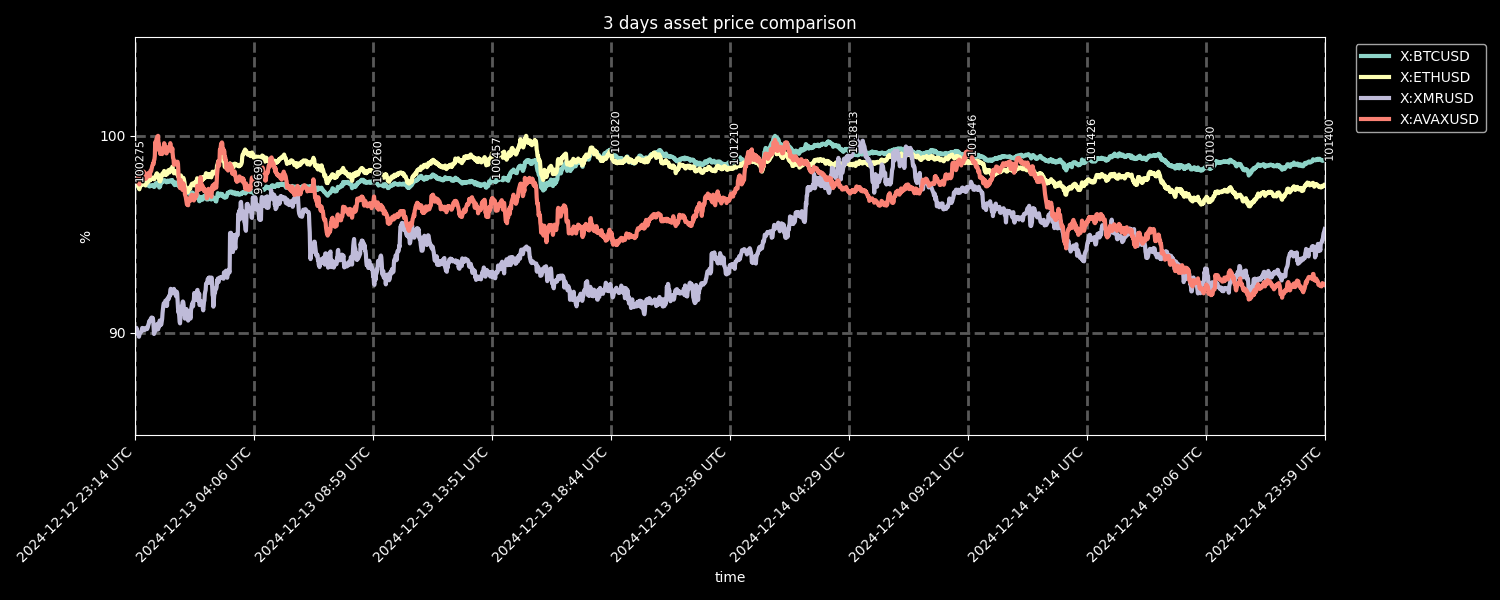 3 days asset price comparison
X:BTCUSD
X:ETHUSD
X:XMRUSD
X:AVAXUSD
100
90
%
100275
99690
100260
100457
101820
101210
101813
101646
101426
101030
101400
2024-12-12 23:14 UTC
2024-12-13 04:06 UTC
2024-12-13 08:59 UTC
2024-12-13 13:51 UTC
2024-12-13 18:44 UTC
2024-12-13 23:36 UTC
2024-12-14 04:29 UTC
2024-12-14 09:21 UTC
2024-12-14 14:14 UTC
2024-12-14 19:06 UTC
2024-12-14 23:59 UTC
time